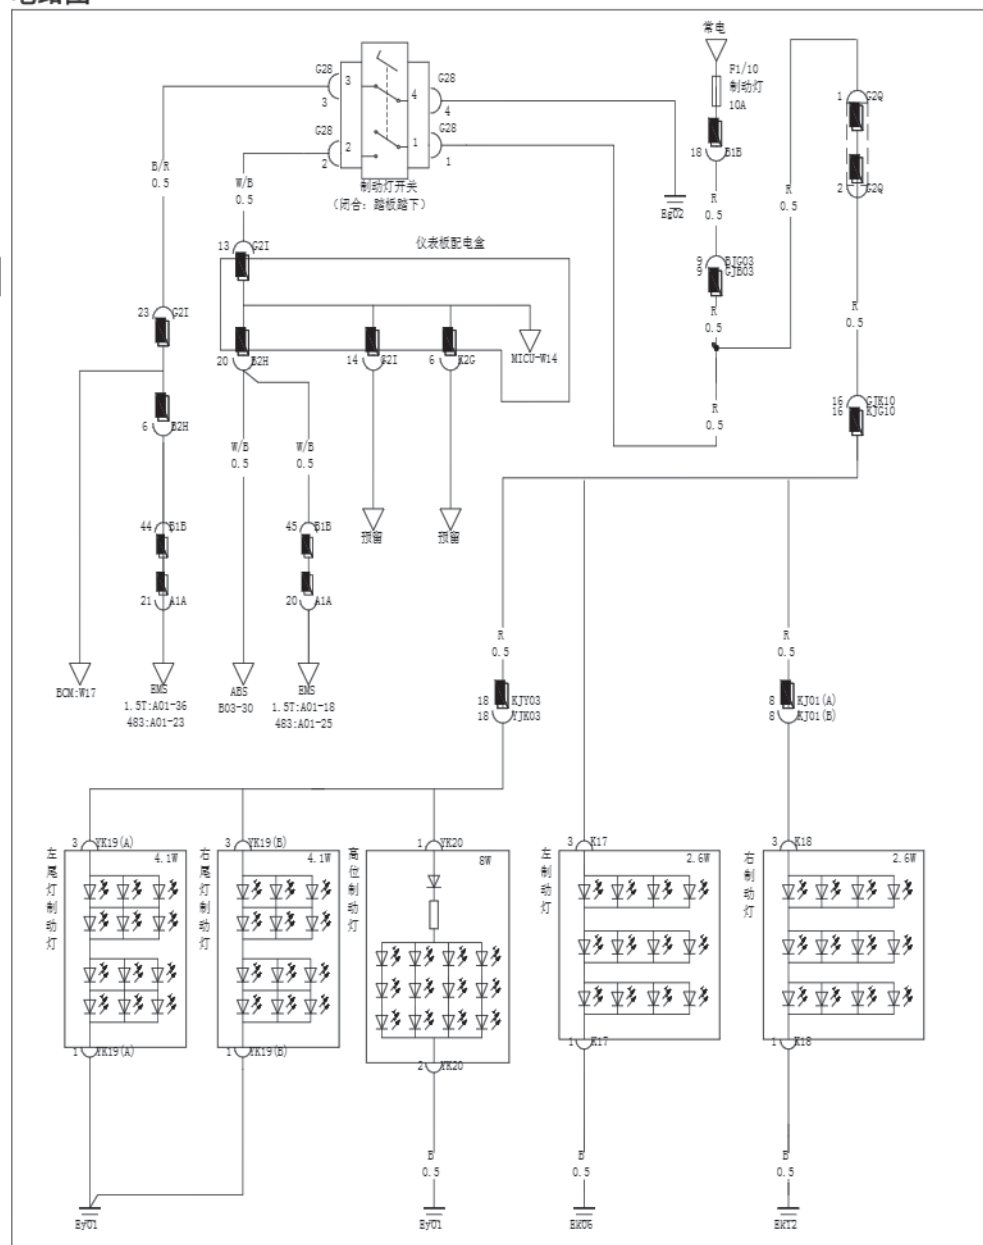 常电
F1/10
制动灯
10A
G28
3
3
4
G28
4
G28
2
2
1
G28
1
制动灯开关
(闭合: 踏板踏下)
1
G2Q
2
G2Q
18
B1B
B/R
0.5
W/B
0.5
Eg02
R
0.5
R
0.5
仪表板配电盒
13
G2I
9
BJG03
9
GJB03
23
G2I
R
0.5
R
0.5
20
B2H
14
G2I
6
K2G
MICU-W14
16
GJK10
16
KJG10
R
0.5
6
B2H
W/B
0.5
W/B
0.5
44
B1B
45
B1B
预留
预留
21
A1A
20
A1A
R
0.5
R
0.5
BCM:W17
EMS
1.5T:A01-36
483:A01-23
ABS
B03-30
EMS
1.5T:A01-18
483:A01-25
18
KJY03
18
YJK03
8
KJ01(A)
8
KJ01(B)
3
YK19(A)
3
YK19(B)
1
YK20
3
K17
3
K18
左尾灯制动灯
4.1W
右尾灯制动灯
4.1W
高位制动灯
8W
左制动灯
2.6W
右制动灯
2.6W
1
YK19(A)
1
YK19(B)
2
YK20
1
K17
1
K18
B
0.5
B
0.5
B
0.5
Ey01
Ey01
Ek06
Ek12